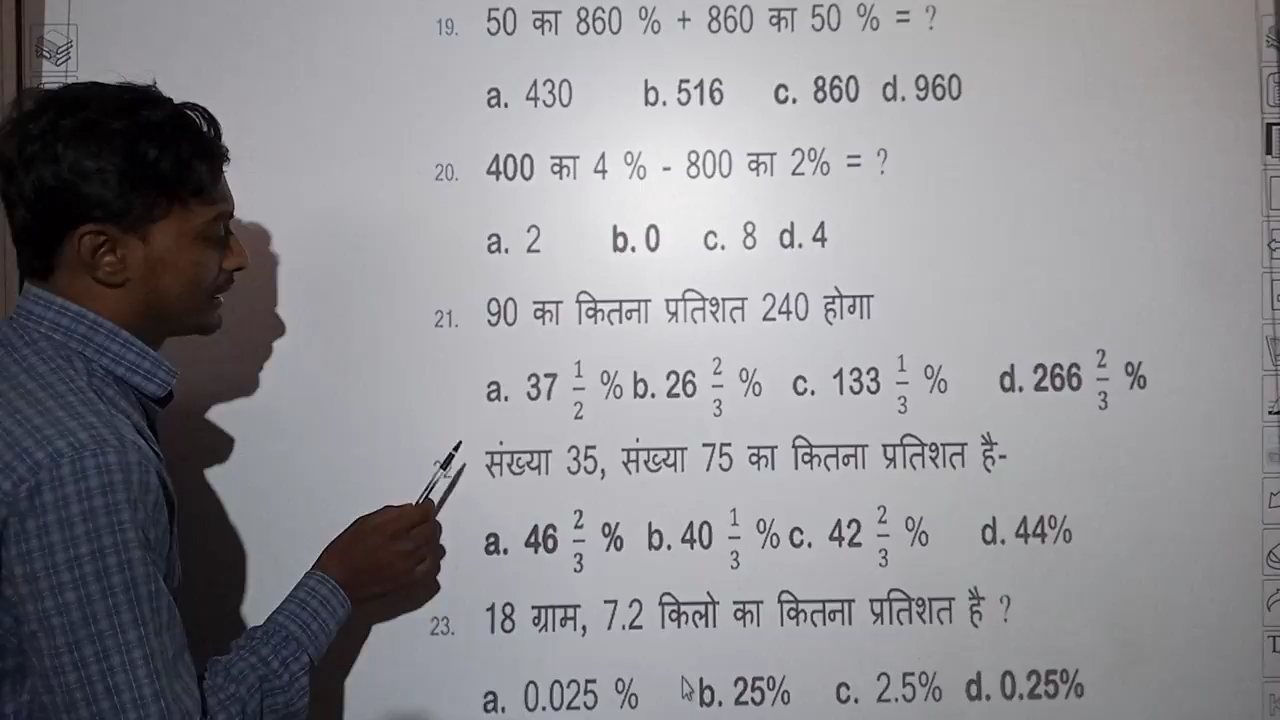 19. 50 का 860 % + 860 का 50 % = ?
a. 430 b. 516 c. 860 d. 960
20. 400 का 4 % - 800 का 2% = ?
a. 2 b. 0 c. 8 d. 4
21. 90 का कितना प्रतिशत 240 होगा
a. 37 1/2 % b. 26 2/3 % c. 133 1/3 % d. 266 2/3 %
संख्या 35, संख्या 75 का कितना प्रतिशत है-
a. 46 2/3 % b. 40 1/3 % c. 42 2/3 % d. 44%
23. 18 ग्राम, 7.2 किलो का कितना प्रतिशत है ?
a. 0.025 % b. 25% c. 2.5% d. 0.25%